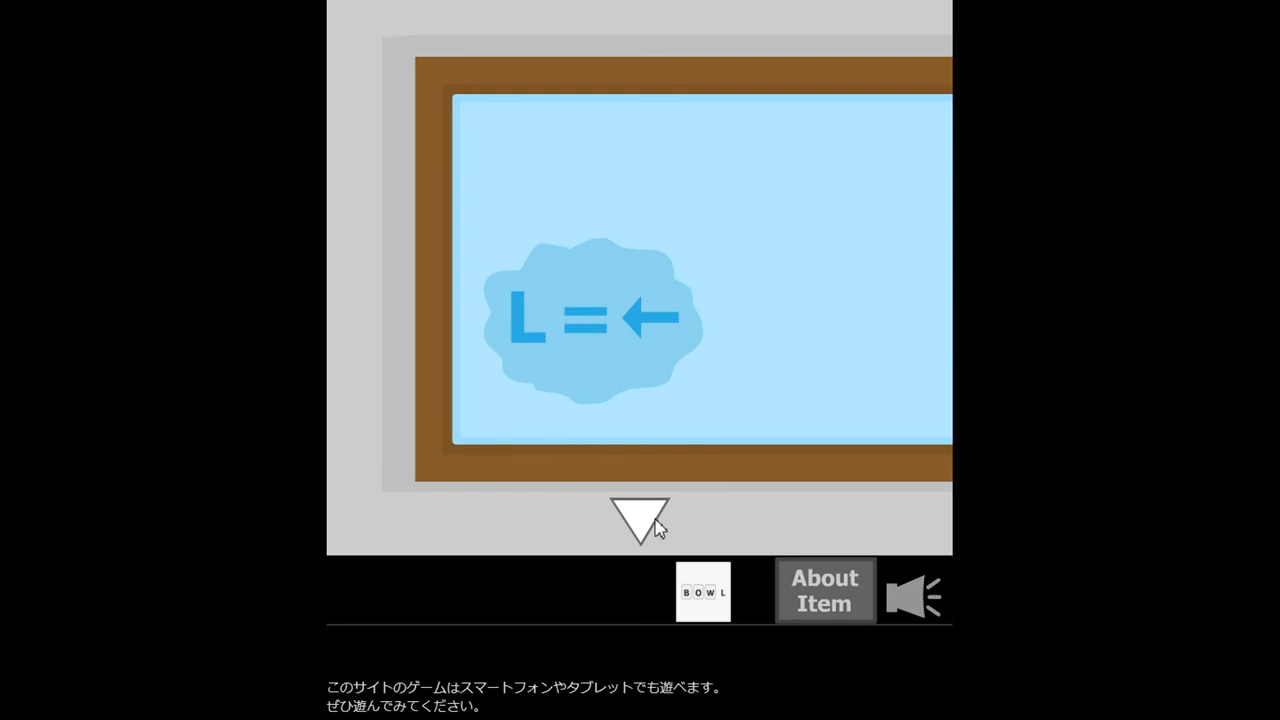 L=←
BOWL
About
Item
このサイトのゲームはスマートフォンやタブレットでも遊べます。
ぜひ遊んでみてください。